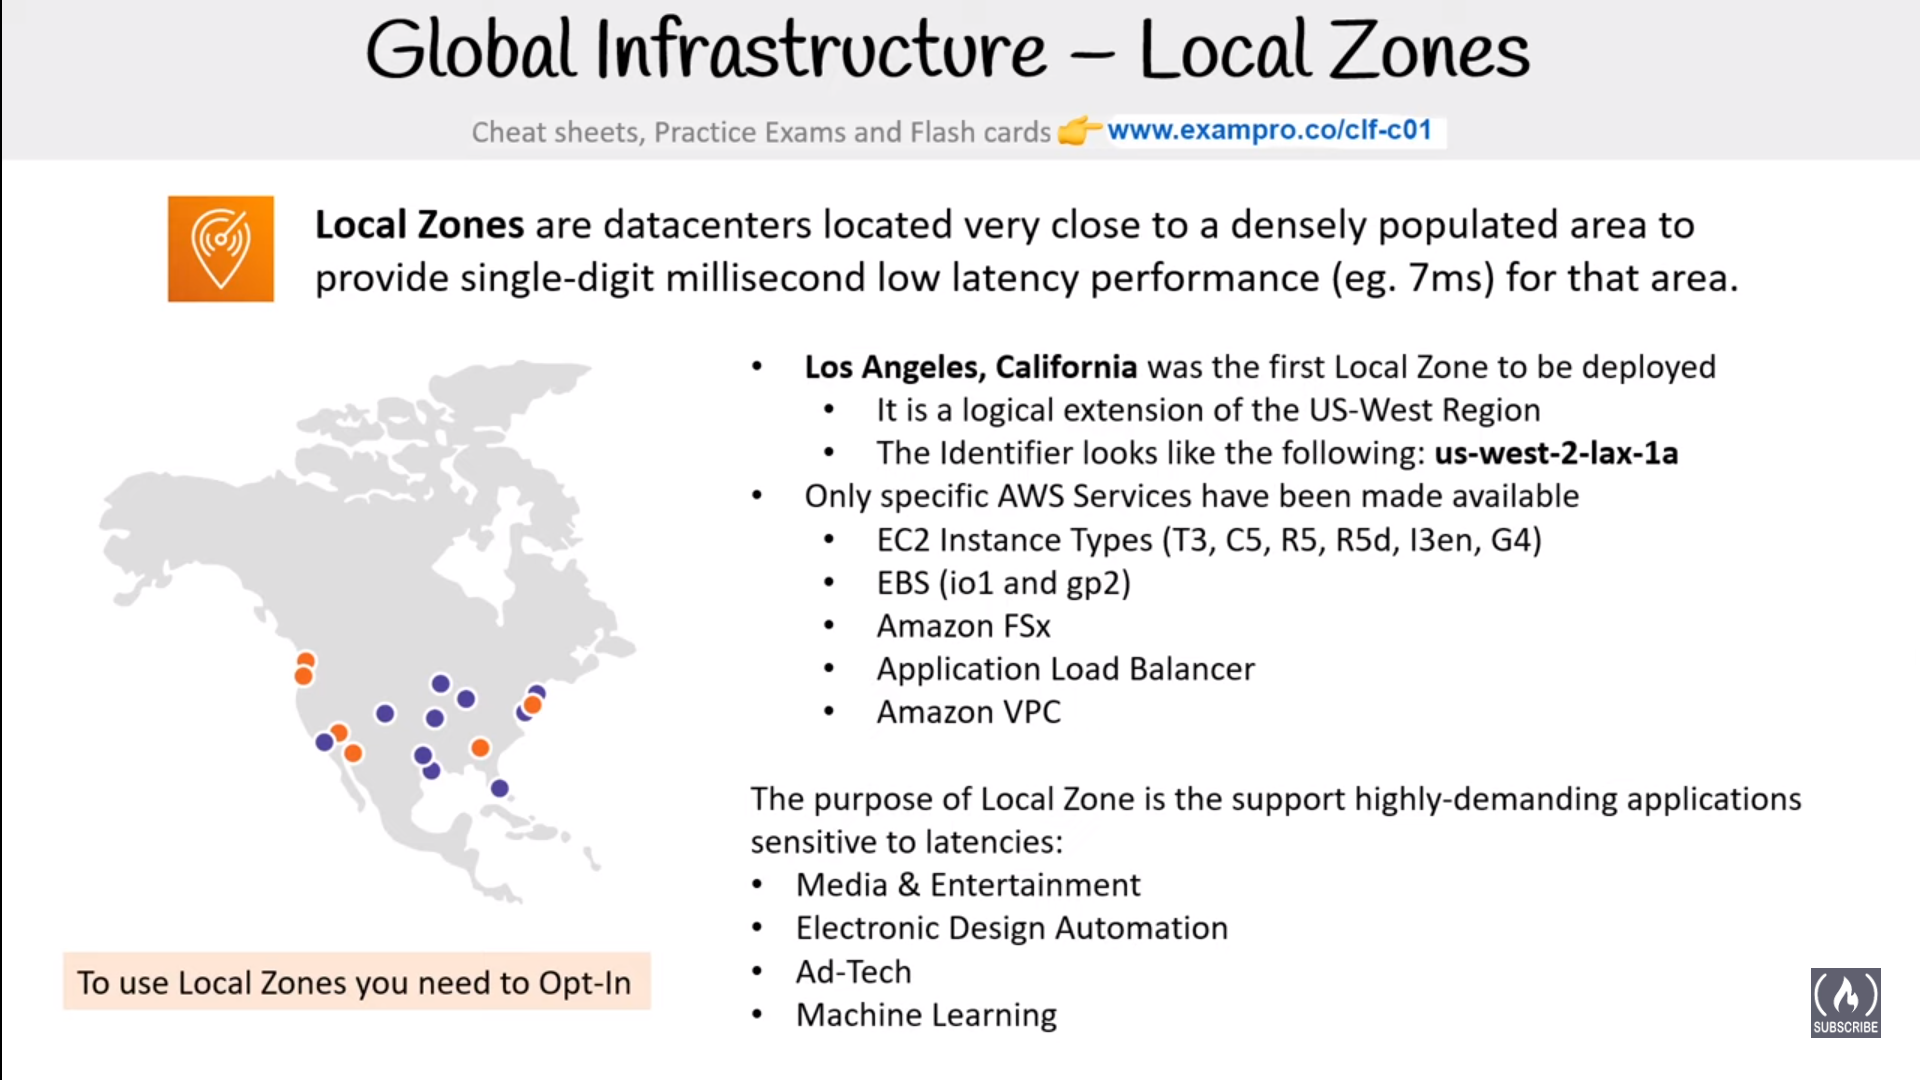 Global Infrastructure – Local Zones
Cheat sheets, Practice Exams and Flash cards 👉 www.exampro.co/clf-c01
Local Zones are datacenters located very close to a densely populated area to
provide single-digit millisecond low latency performance (eg. 7ms) for that area.
• Los Angeles, California was the first Local Zone to be deployed
• It is a logical extension of the US-West Region
• The Identifier looks like the following: us-west-2-lax-1a
• Only specific AWS Services have been made available
• EC2 Instance Types (T3, C5, R5, R5d, I3en, G4)
• EBS (io1 and gp2)
• Amazon FSx
• Application Load Balancer
• Amazon VPC
The purpose of Local Zone is the support highly-demanding applications
sensitive to latencies:
• Media & Entertainment
• Electronic Design Automation
• Ad-Tech
• Machine Learning
To use Local Zones you need to Opt-In
SUBSCRIBE